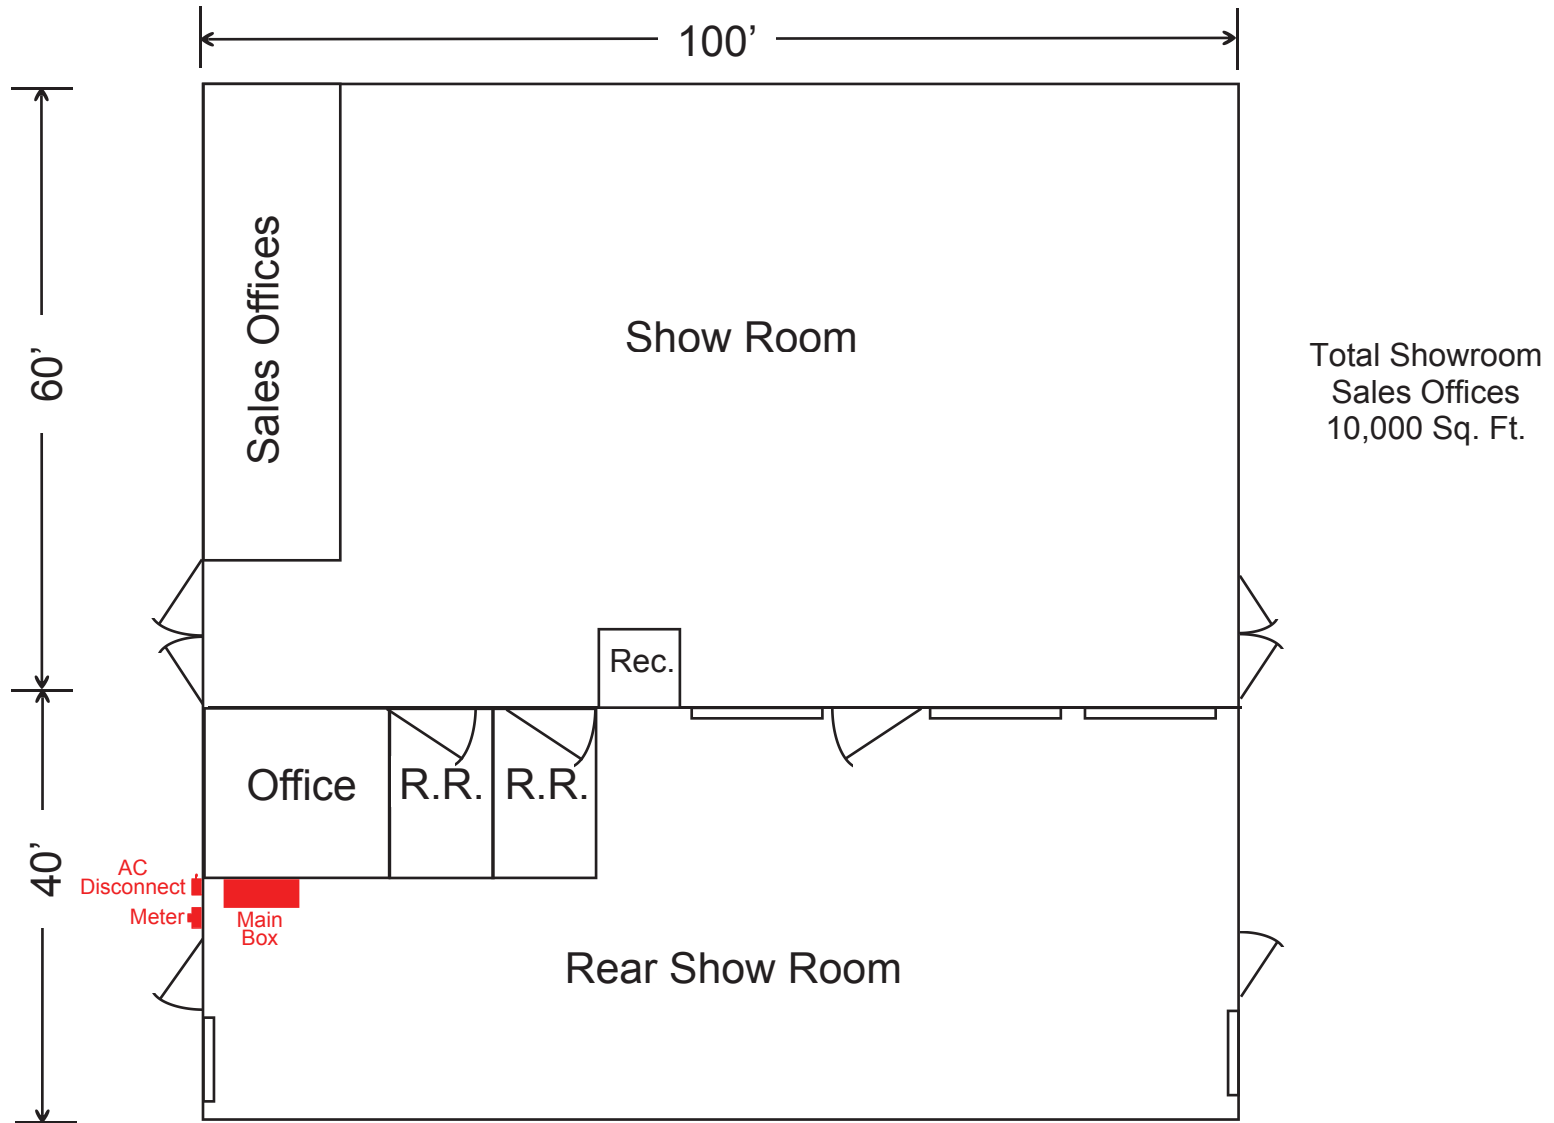 100’
60’
Sales Offices
Show Room
Total Showroom
Sales Offices
10,000 Sq. Ft.
Rec.
40’
Office
R.R.
R.R.
AC
Disconnect
Meter
Main
Box
Rear Show Room